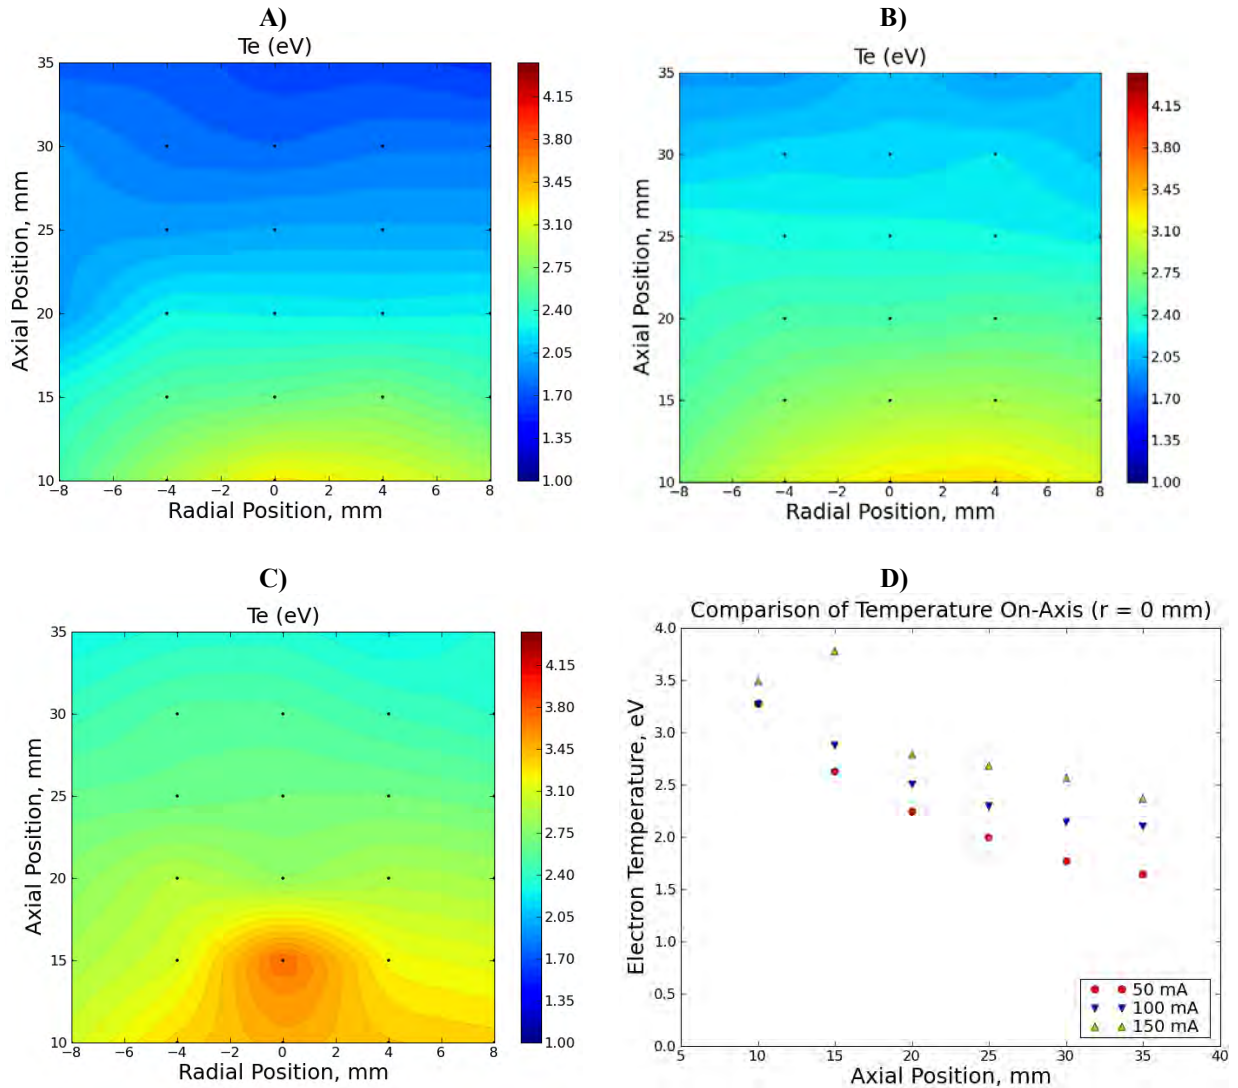 A)
Te (eV)
35
30
25
20
15
10
Axial Position, mm
−8 −6 −4 −2 0 2 4 6 8
Radial Position, mm
4.15
3.80
3.45
3.10
2.75
2.40
2.05
1.70
1.35
1.00
B)
Te (eV)
35
30
25
20
15
10
Axial Position, mm
−8 −6 −4 −2 0 2 4 6 8
Radial Position, mm
4.15
3.80
3.45
3.10
2.75
2.40
2.05
1.70
1.35
1.00
C)
Te (eV)
35
30
25
20
15
10
Axial Position, mm
−8 −6 −4 −2 0 2 4 6 8
Radial Position, mm
4.15
3.80
3.45
3.10
2.75
2.40
2.05
1.70
1.35
1.00
D)
Comparison of Temperature On-Axis (r = 0 mm)
4.0
3.5
3.0
2.5
2.0
1.5
1.0
0.5
0.0
Electron Temperature, eV
50 mA
100 mA
150 mA
5 10 15 20 25 30 35 40
Axial Position, mm